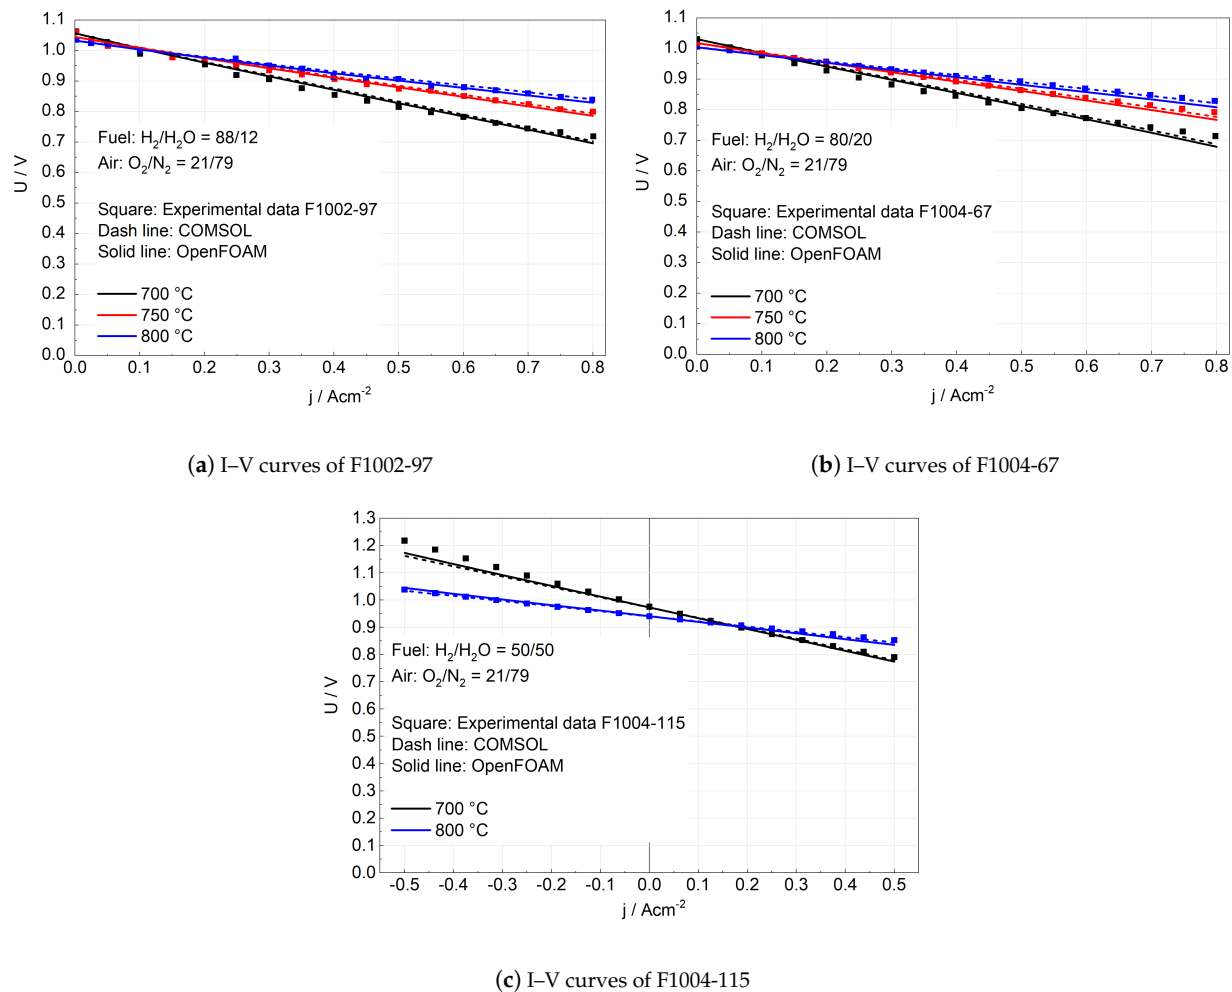 1.1
1.0
0.9
0.8
0.7
0.6
0.5
0.4
0.3
0.2
0.1
0.0
U / V
Fuel: H₂/H₂O = 88/12
Air: O₂/N₂ = 21/79
Square: Experimental data F1002-97
Dash line: COMSOL
Solid line: OpenFOAM
700 °C
750 °C
800 °C
0.0 0.1 0.2 0.3 0.4 0.5 0.6 0.7 0.8
j / Acm⁻²
(a) I–V curves of F1002-97
1.1
1.0
0.9
0.8
0.7
0.6
0.5
0.4
0.3
0.2
0.1
0.0
U / V
Fuel: H₂/H₂O = 80/20
Air: O₂/N₂ = 21/79
Square: Experimental data F1004-67
Dash line: COMSOL
Solid line: OpenFOAM
700 °C
750 °C
800 °C
0.0 0.1 0.2 0.3 0.4 0.5 0.6 0.7 0.8
j / Acm⁻²
(b) I–V curves of F1004-67
1.3
1.2
1.1
1.0
0.9
0.8
0.7
0.6
0.5
0.4
0.3
0.2
0.1
0.0
U / V
Fuel: H₂/H₂O = 50/50
Air: O₂/N₂ = 21/79
Square: Experimental data F1004-115
Dash line: COMSOL
Solid line: OpenFOAM
700 °C
800 °C
-0.5 -0.4 -0.3 -0.2 -0.1 0.0 0.1 0.2 0.3 0.4 0.5
j / Acm⁻²
(c) I–V curves of F1004-115